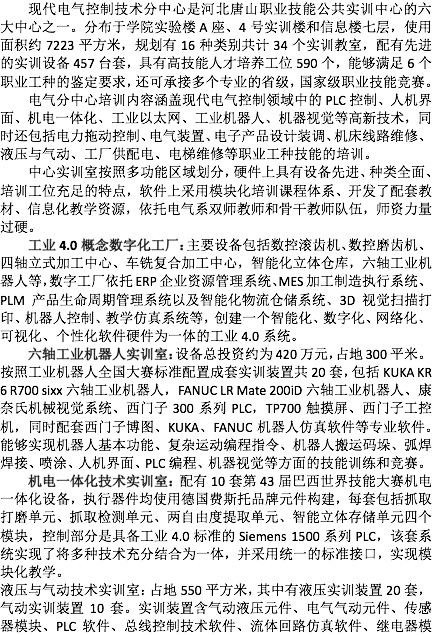 现代电气控制技术分中心是河北唐山职业技能公共实训中心的六
大中心之一。分布于学院实验楼 A 座、4 号实训楼和信息楼七层，使用
面积约 7223 平方米，规划有 16 种类别共计 34 个实训教室，配有先进
的实训设备 457 台套，具有高技能人才培养工位 590 个，能够满足 6 个
职业工种的鉴定要求，还可承接多个专业的省级，国家级职业技能竞赛。
电气分中心培训内容涵盖现代电气控制领域中的 PLC 控制、人机界
面、机电一体化、工业以太网、工业机器人、机器视觉等高新技术，同
时还包括电力拖动控制、电气装置、电子产品设计装调、机床线路维修、
液压与气动、工厂供配电、电梯维修等职业工种技能的培训。
中心实训室按照多功能区域划分，硬件上具有设备先进、种类全面、
培训工位充足的特点，软件上采用模块化培训课程体系、开发了配套教
材、信息化教学资源，依托电气系双师教师和骨干教师队伍，师资力量
过硬。
工业 4.0 概念数字化工厂：主要设备包括数控滚齿机、数控磨齿机、
四轴立式加工中心、车铣复合加工中心，智能化立体仓库，六轴工业机
器人等，数字工厂依托 ERP 企业资源管理系统、MES 加工制造执行系统、
PLM 产品生命周期管理系统以及智能化物流仓储系统、3D 视觉扫描打
印、机器人控制、教学仿真系统等，创建一个智能化、数字化、网络化、
可视化、个性化软件硬件为一体的工业 4.0 系统。
六轴工业机器人实训室：设备总投资约为 420 万元，占地 300 平米。
按照工业机器人全国大赛标准配置成套实训装置共 20 套，包括 KUKA KR
6 R700 sixx 六轴工业机器人，FANUC LR Mate 200iD 六轴工业机器人、康
奈氏机械视觉系统、西门子 300 系列 PLC，TP700 触摸屏、西门子工控
机，同时配套西门子博图、KUKA、FANUC 机器人仿真软件等专业软件。
能够实现机器人基本功能、复杂运动编程指令、机器人搬运码垛、弧焊
焊接、喷涂、人机界面、PLC 编程、机器视觉等方面的技能训练和竞赛。
机电一体化技术实训室：配有 10 套第 43 届巴西世界技能大赛机电
一体化设备，执行器件均使用德国费斯托品牌元件构建，每套包括抓取
打磨单元、抓取检测单元、两自由度提取单元、智能立体存储单元四个
模块，控制部分是具备工业 4.0 标准的 Siemens 1500 系列 PLC，该套系
统实现了将多种技术充分结合为一体，并采用统一的标准接口，实现模
块化教学。
液压与气动技术实训室：占地 550 平方米，其中有液压实训装置 20 套，
气动实训装置 10 套。实训装置含气动液压元件、电气气动元件、传感
器模块、PLC 软件、总线控制技术软件、流体回路仿真软件、继电器模